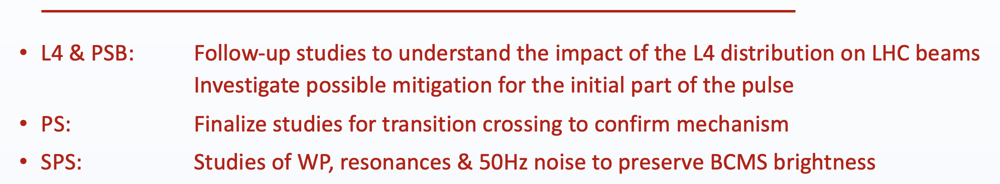 • L4 & PSB: Follow-up studies to understand the impact of the L4 distribution on LHC beams
Investigate possible mitigation for the initial part of the pulse
• PS: Finalize studies for transition crossing to confirm mechanism
• SPS: Studies of WP, resonances & 50Hz noise to preserve BCMS brightness